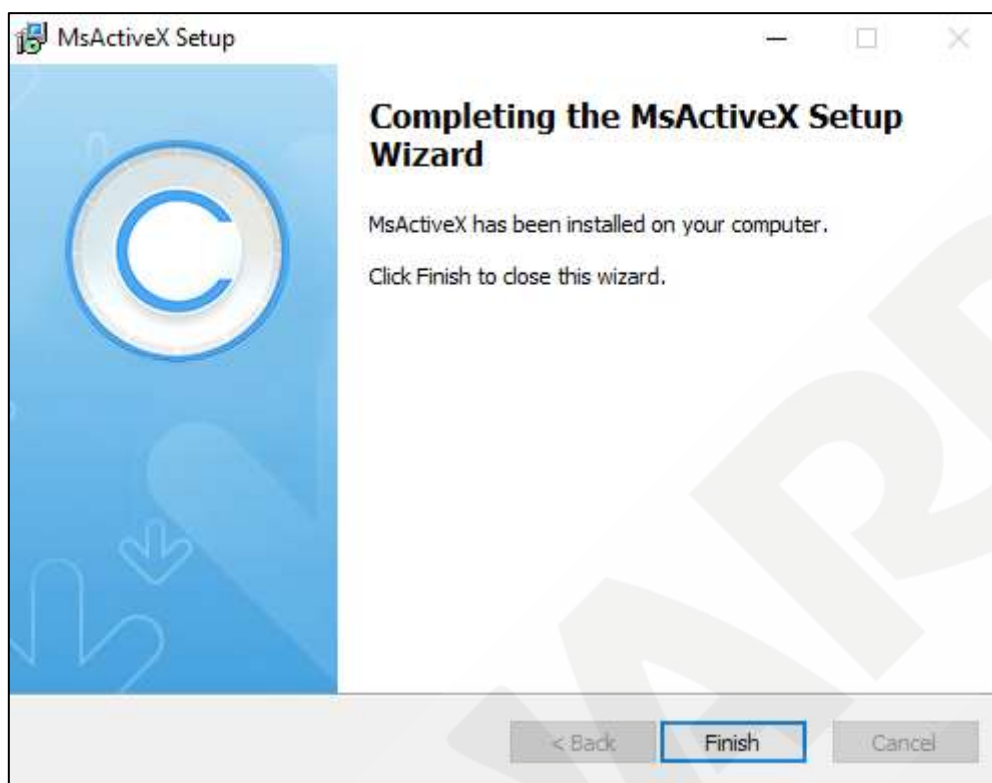 MsActiveX Setup
Completing the MsActiveX Setup
Wizard
MsActiveX has been installed on your computer.
Click Finish to close this wizard.
< Back
Finish
Cancel